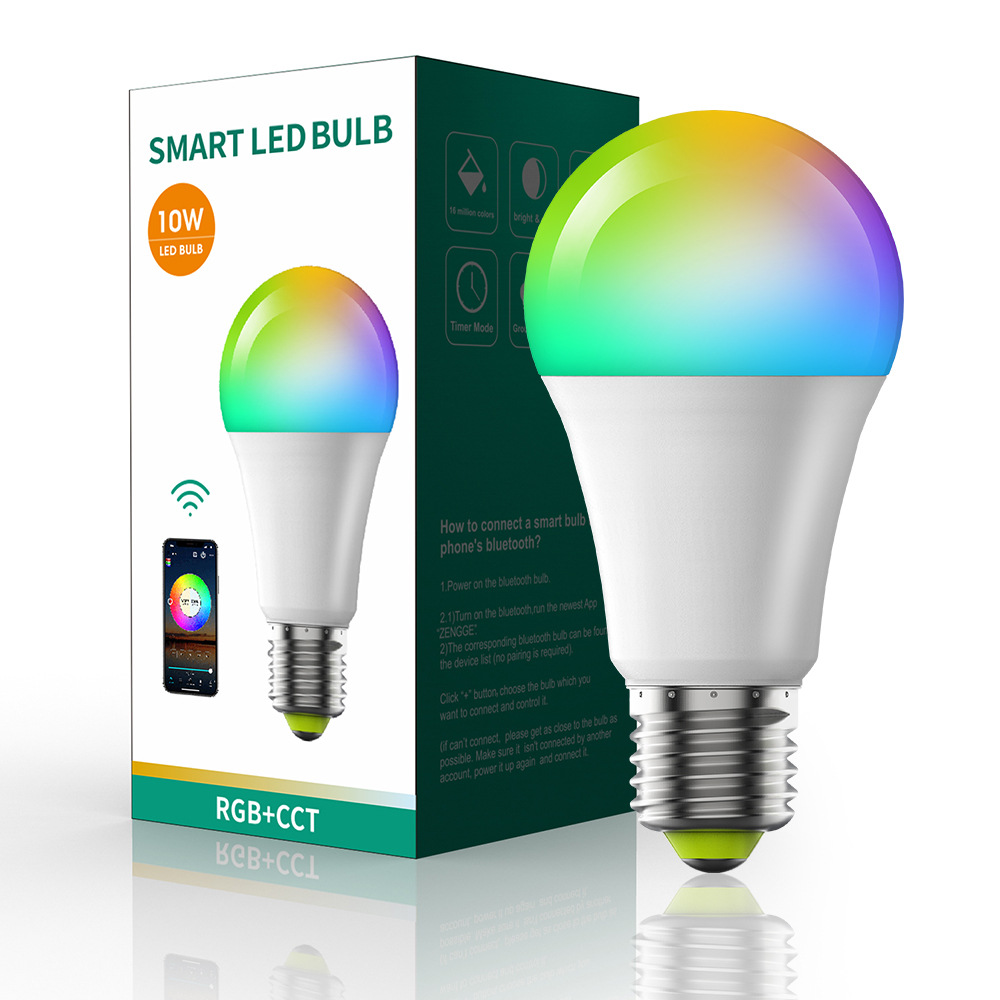 SMART LED BULB
10W
LED BULB
RGB+CCT
16 million colors
bright &
Timer Mode
How to connect a smart bulb
phone's bluetooth?
1.Power on the bluetooth bulb.
2.1)Turn on the bluetooth,run the newest App
"ZENGGE".
2)The corresponding bluetooth bulb can be
the device list (no pairing is required).
Click "+" button, choose the bulb which you
want to connect and control it.
(if can't connect, please get as close to the bulb as
possible. Make sure it isn't connected by another
account, power it up again and connect it.